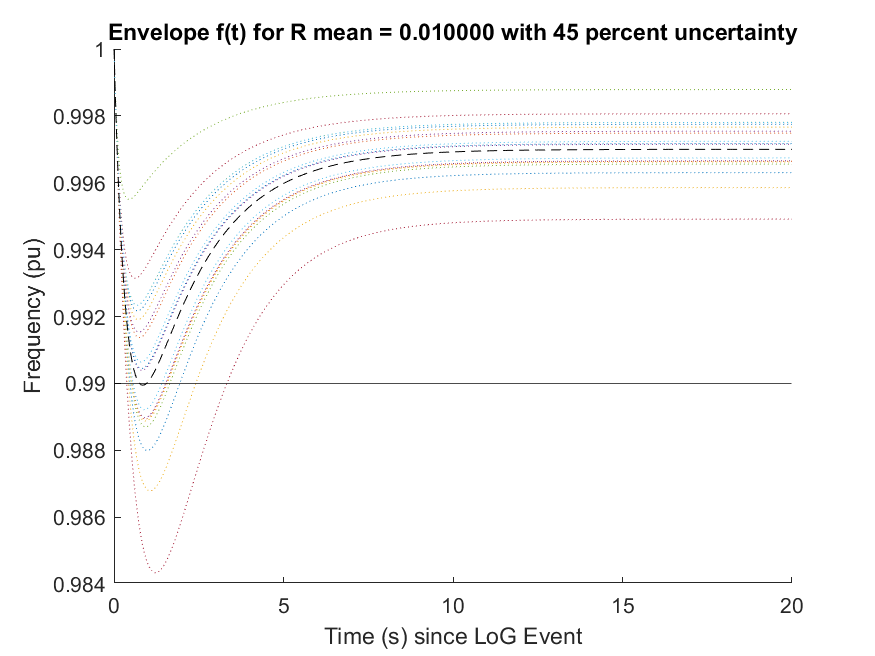 Envelope f(t) for R mean = 0.010000 with 45 percent uncertainty
1
0.998
0.996
0.994
0.992
0.99
0.988
0.986
0.984
Frequency (pu)
0 5 10 15 20
Time (s) since LoG Event